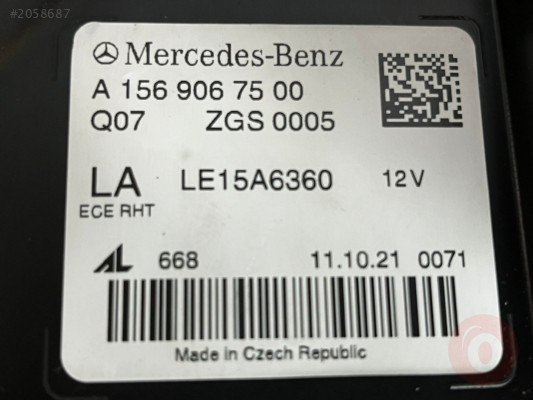 #2058687
Mercedes-Benz
A 156 906 75 00
Q07 ZGS 0005
LA LE15A6360 12V
ECE RHT
AL 668 11.10.21 0071
Made in Czech Republic